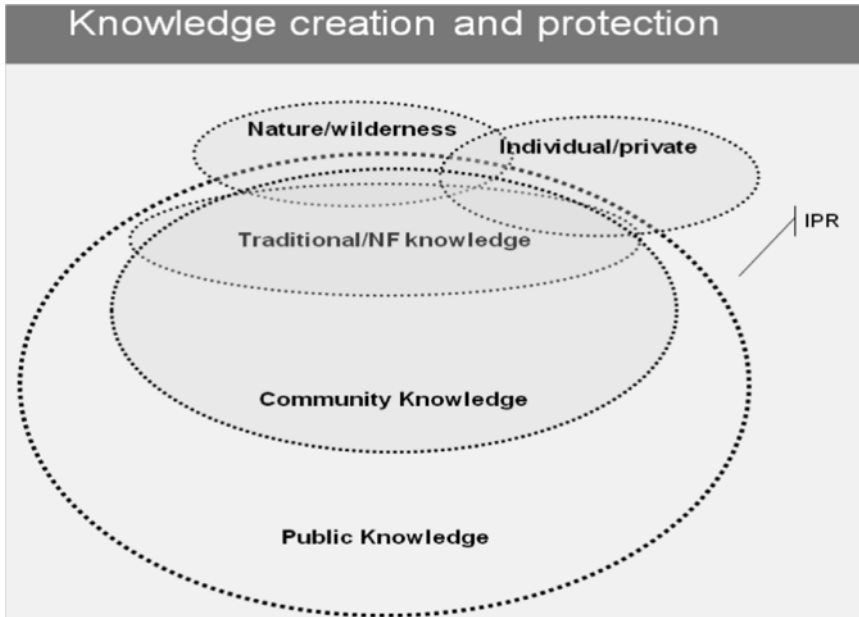 Knowledge creation and protection
Nature/wilderness
Individual/private
IPR
Traditional/NF knowledge
Community Knowledge
Public Knowledge